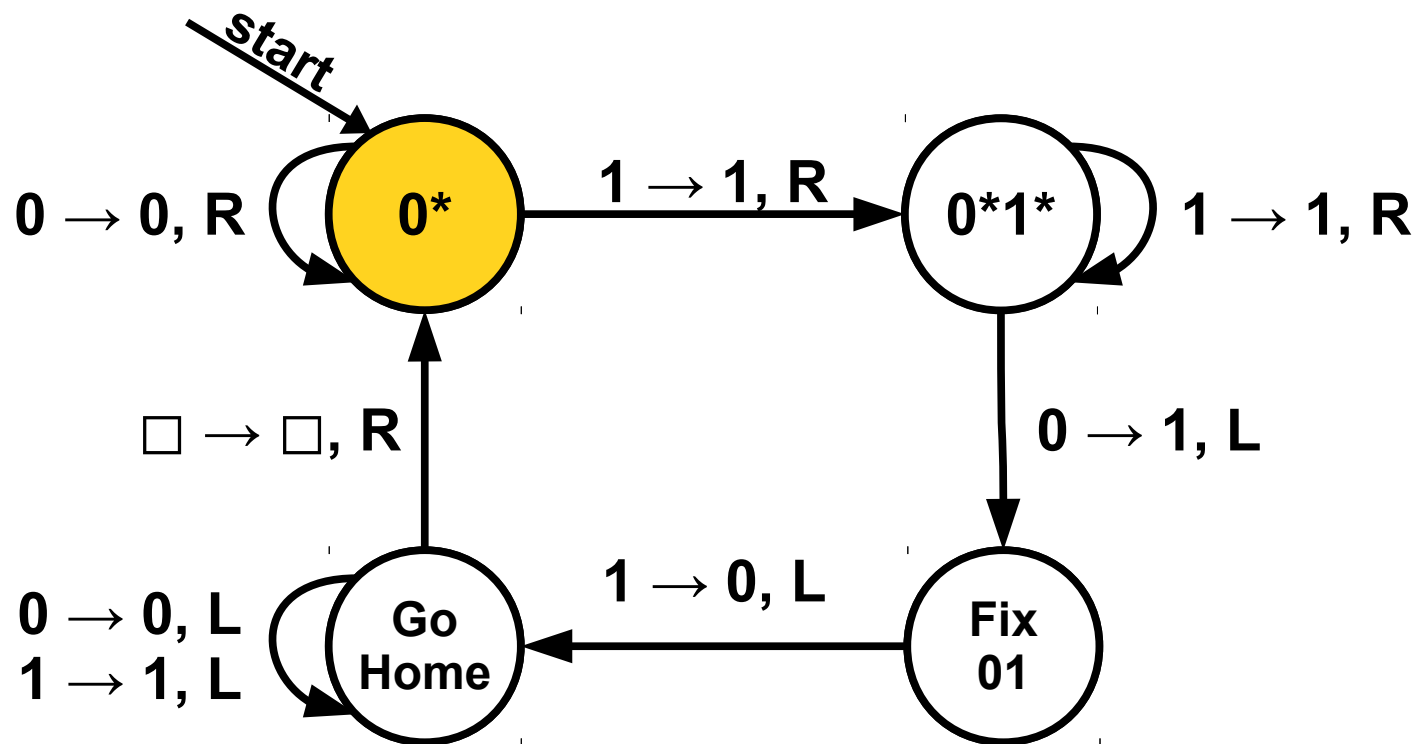 start
0 → 0, R
0*
1 → 1, R
0*1*
1 → 1, R
□ → □, R
0 → 1, L
0 → 0, L
1 → 1, L
Go
Home
1 → 0, L
Fix
01